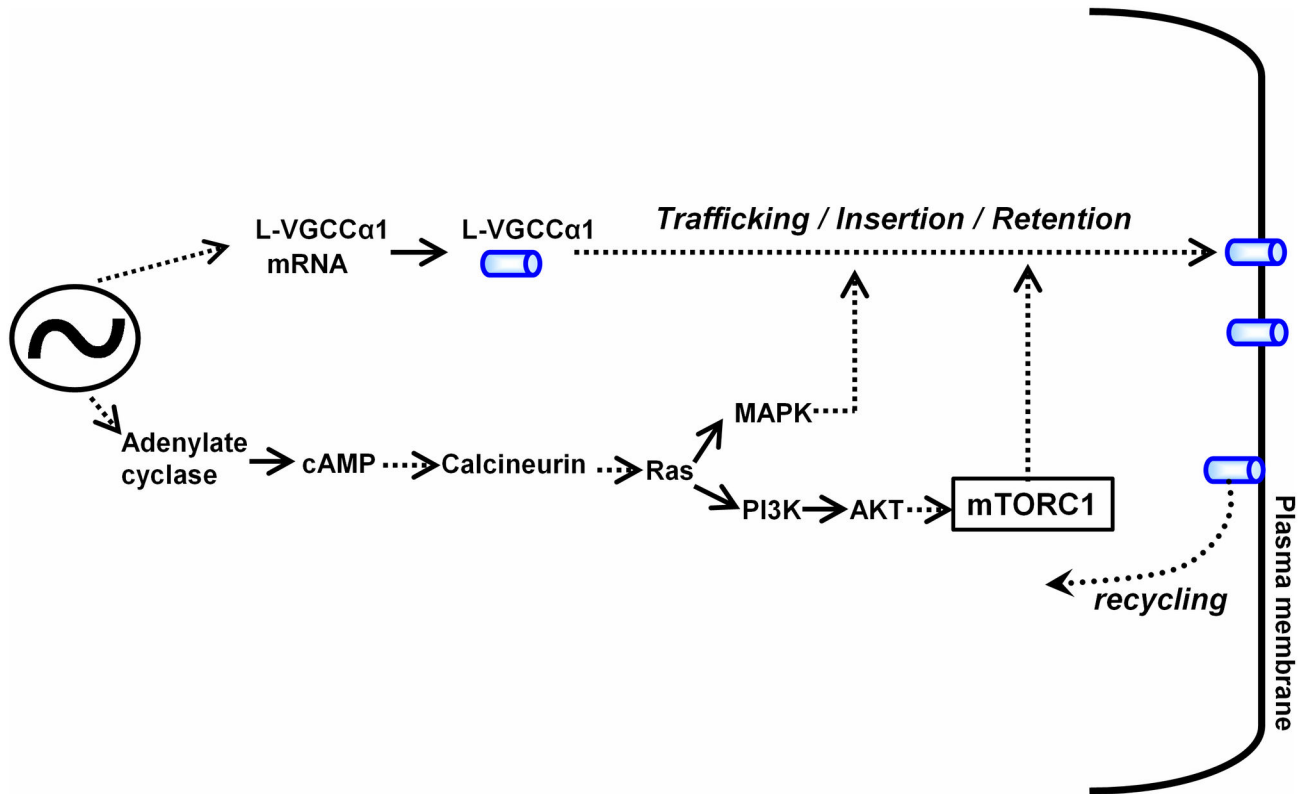 Trafficking / Insertion / Retention
L-VGCCα1
mRNA
L-VGCCα1
MAPK
Adenylate
cyclase
cAMP
Calcineurin
Ras
PI3K
AKT
mTORC1
recycling
Plasma membrane